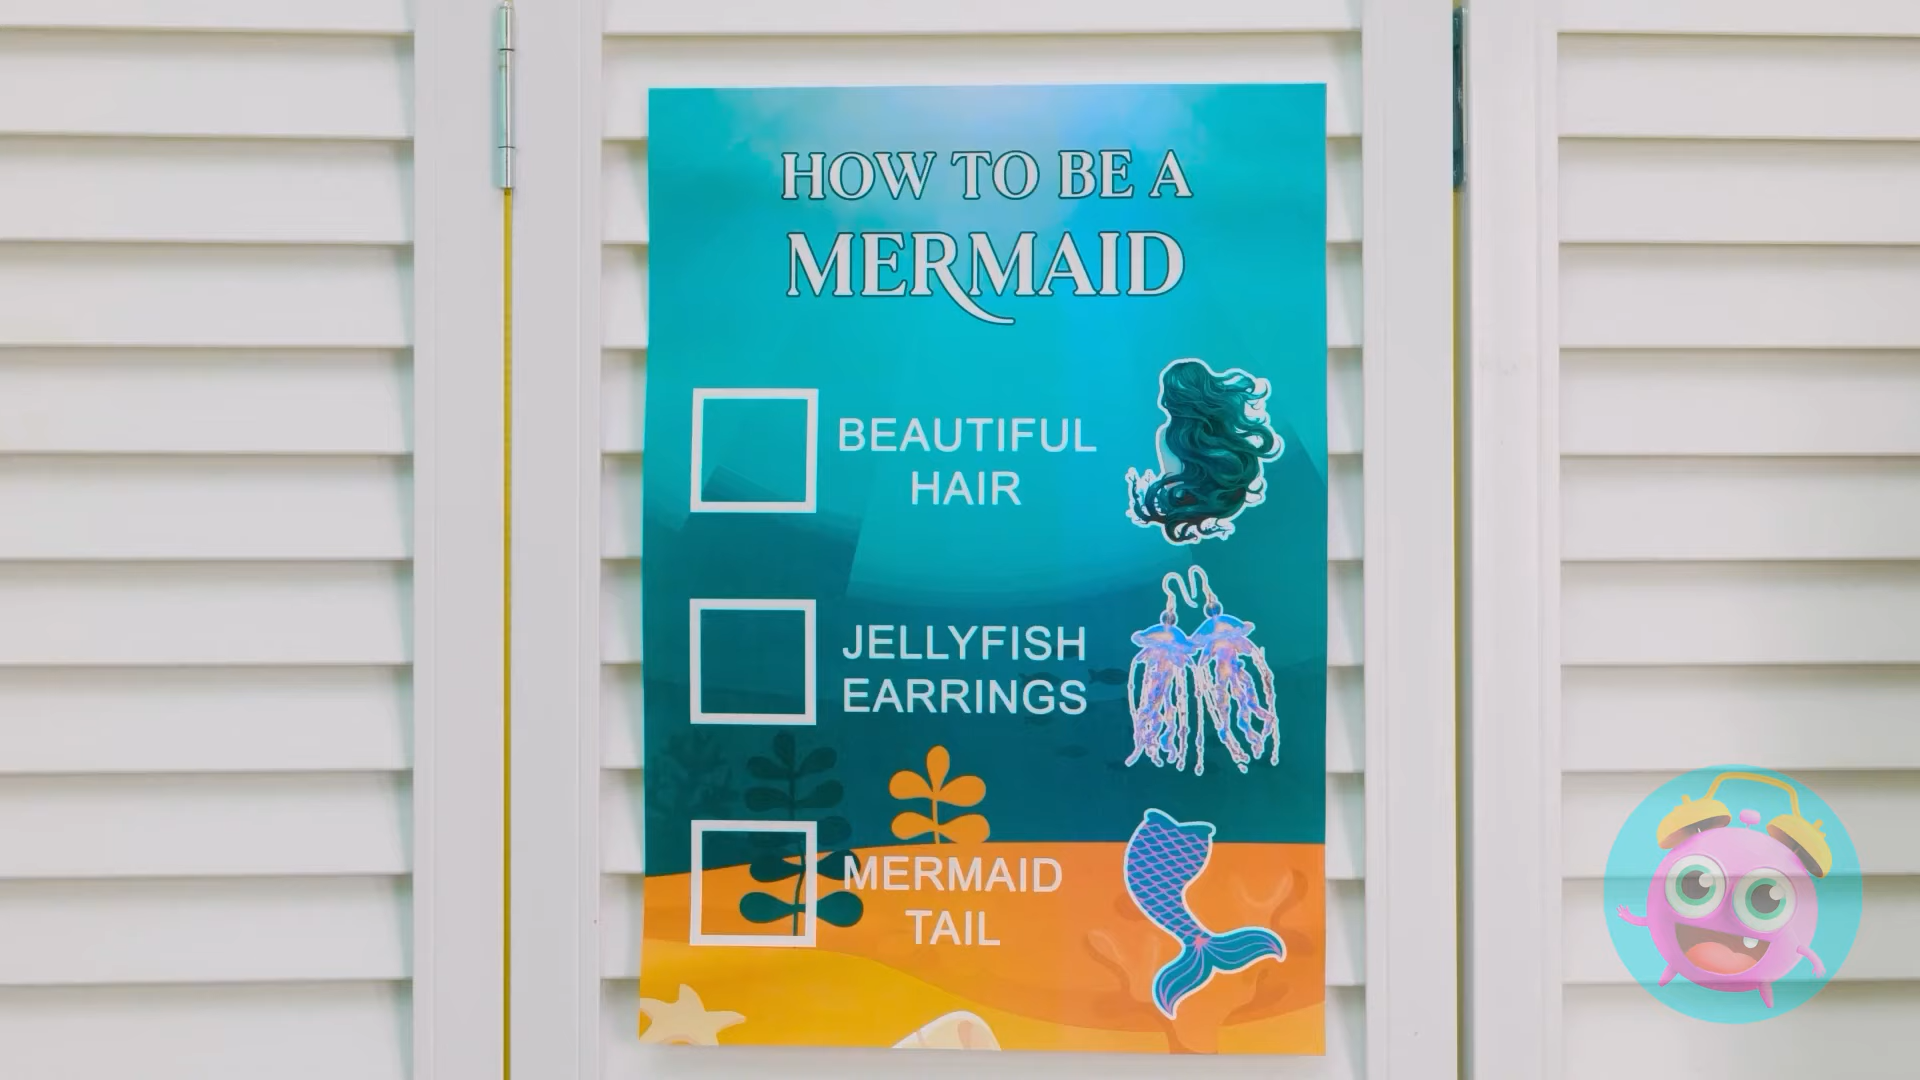 HOW TO BE A
MERMAID
BEAUTIFUL
HAIR
JELLYFISH
EARRINGS
MERMAID
TAIL